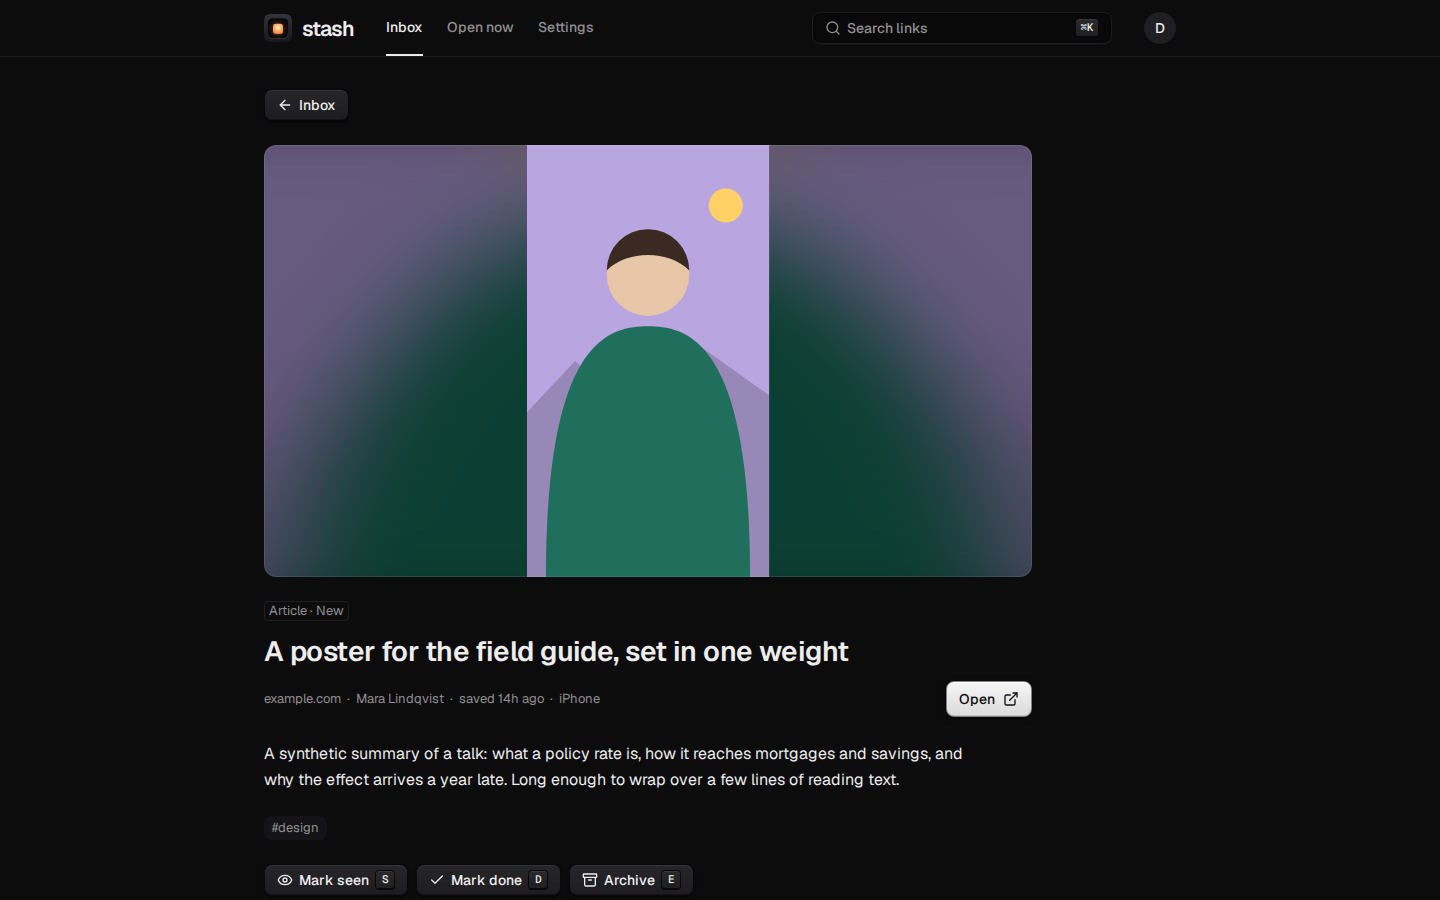 stash
Inbox
Open now
Settings
Search links
⌘K
D
Inbox
Article · New
A poster for the field guide, set in one weight
example.com · Mara Lindqvist · saved 14h ago · iPhone
Open
A synthetic summary of a talk: what a policy rate is, how it reaches mortgages and savings, and
why the effect arrives a year late. Long enough to wrap over a few lines of reading text.
#design
Mark seen S
Mark done D
Archive E